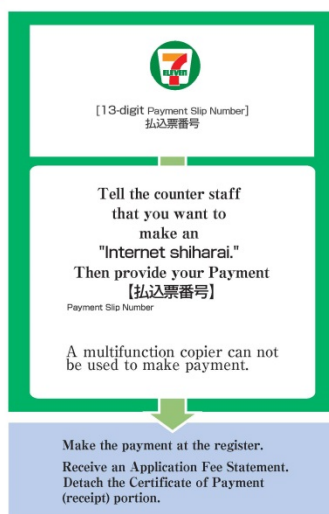 7
ELEVEn
[13-digit Payment Slip Number]
払込票番号
Tell the counter staff
that you want to
make an
"Internet shiharai."
Then provide your Payment
【払込票番号】
Payment Slip Number
A multifunction copier can not
be used to make payment.
Make the payment at the register.
Receive an Application Fee Statement.
Detach the Certificate of Payment
(receipt) portion.